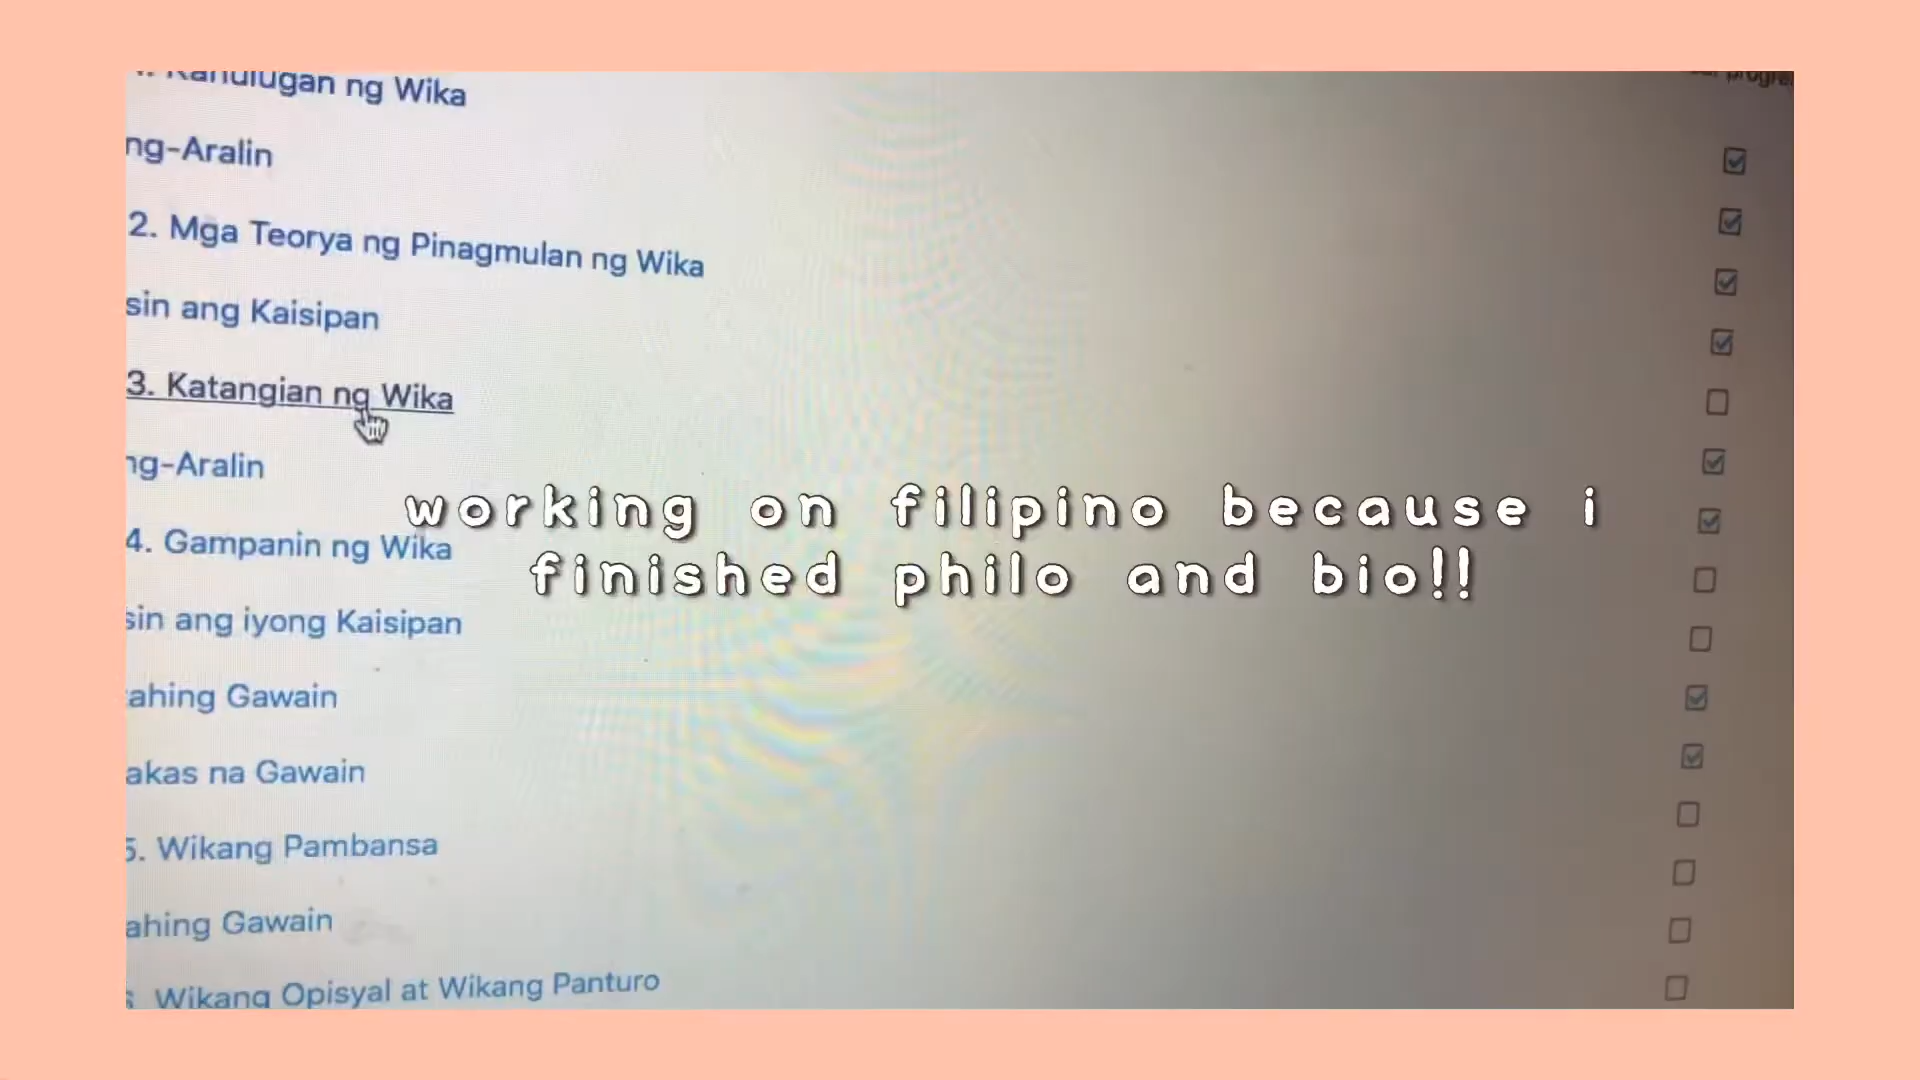 1. Kahulugan ng Wika
ng-Aralin
2. Mga Teorya ng Pinagmulan ng Wika
sin ang Kaisipan
3. Katangian ng Wika
ng-Aralin
working on filipino because i
finished philo and bio!!
4. Gampanin ng Wika
sin ang iyong Kaisipan
ahing Gawain
akas na Gawain
5. Wikang Pambansa
ahing Gawain
Wikang Opisyal at Wikang Panturo